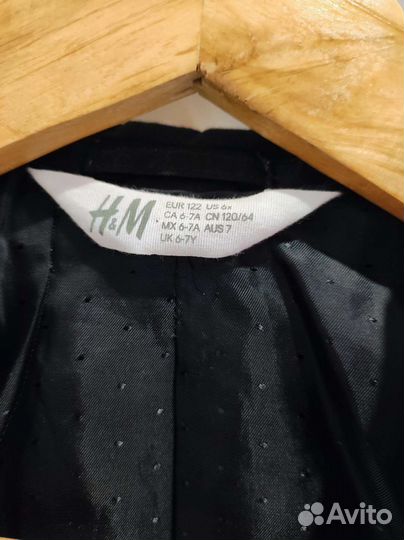 H&M
EUR 122 US 6x
CA 6-7A CN 120/64
MX 6-7A AUS 7
UK 6-7Y
Avito